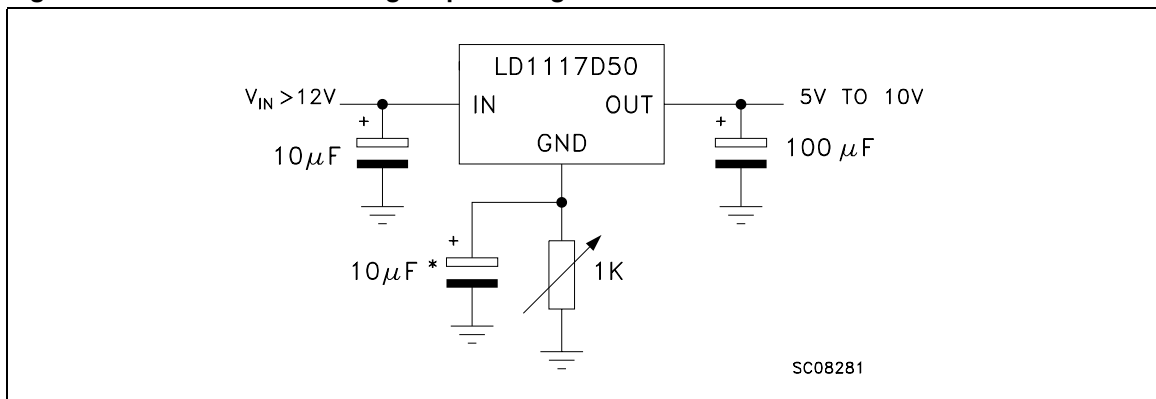 LD1117D50
V_IN >12V
IN
OUT
5V TO 10V
+
+
GND
10μF
100 μF
+
10μF *
1K
SC08281